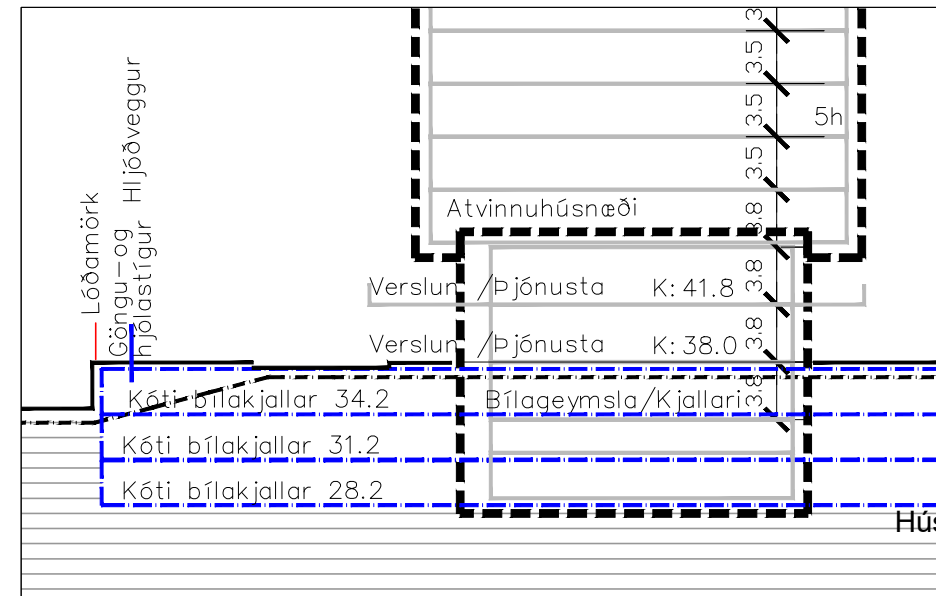 3
3.5
3.5
5h
3.5
Atvinnuhúsnæði
3.8
Verslun /Þjónusta K: 41.8 3.8
Verslun /Þjónusta K: 38.0 3.8
Lóðamörk
Göngu-og
hjólastígur Hljóðveggur
Kóti bílakjallar 34.2
Bílageymsla/Kjallari 3.8
Kóti bílakjallar 31.2
Kóti bílakjallar 28.2
Hús